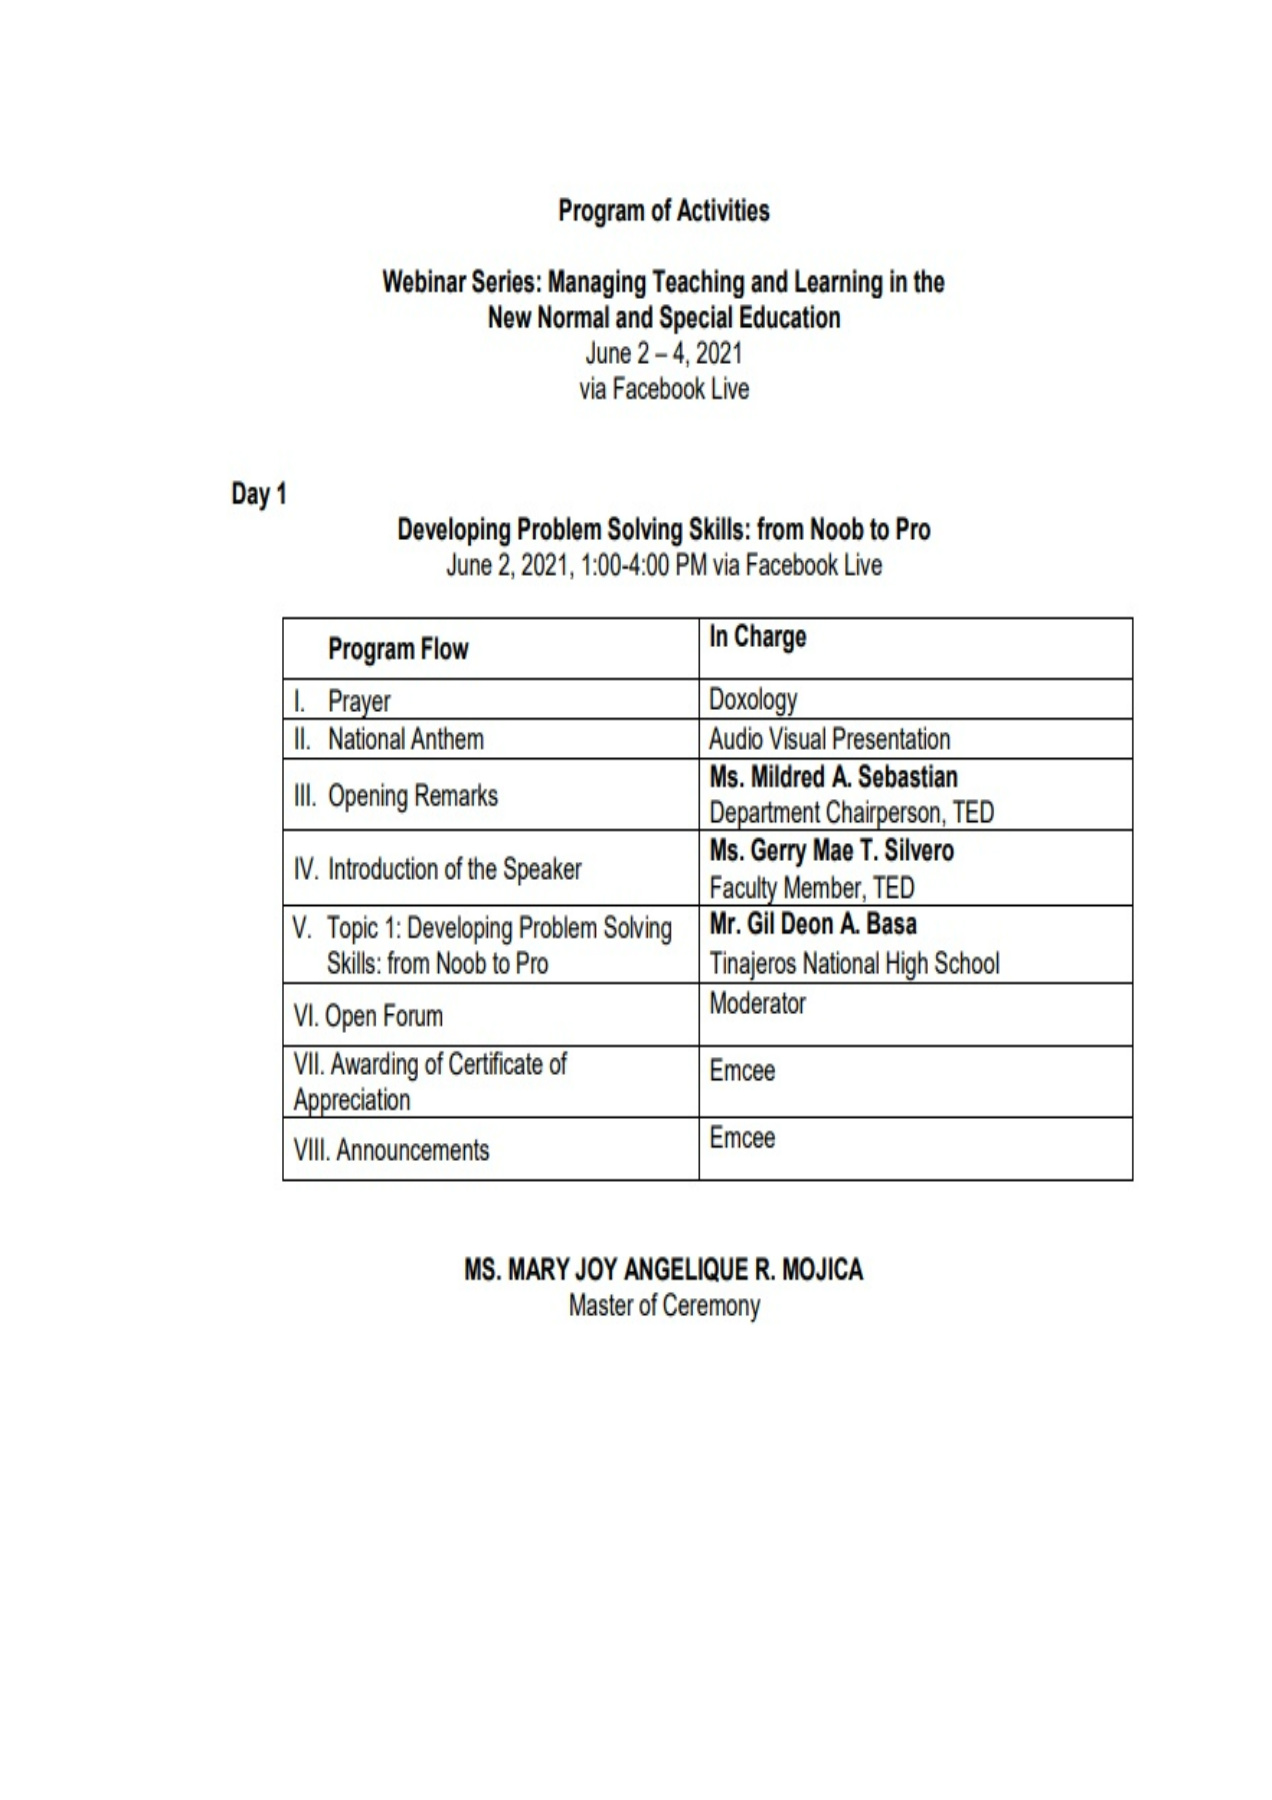 Program of Activities
Webinar Series: Managing Teaching and Learning in the
New Normal and Special Education
June 2 – 4, 2021
via Facebook Live
Day 1
Developing Problem Solving Skills: from Noob to Pro
June 2, 2021, 1:00-4:00 PM via Facebook Live
Program Flow
In Charge
I. Prayer
Doxology
II. National Anthem
Audio Visual Presentation
III. Opening Remarks
Ms. Mildred A. Sebastian
Department Chairperson, TED
IV. Introduction of the Speaker
Ms. Gerry Mae T. Silvero
Faculty Member, TED
V. Topic 1: Developing Problem Solving
Skills: from Noob to Pro
Mr. Gil Deon A. Basa
Tinajeros National High School
VI. Open Forum
Moderator
VII. Awarding of Certificate of
Appreciation
Emcee
VIII. Announcements
Emcee
MS. MARY JOY ANGELIQUE R. MOJICA
Master of Ceremony